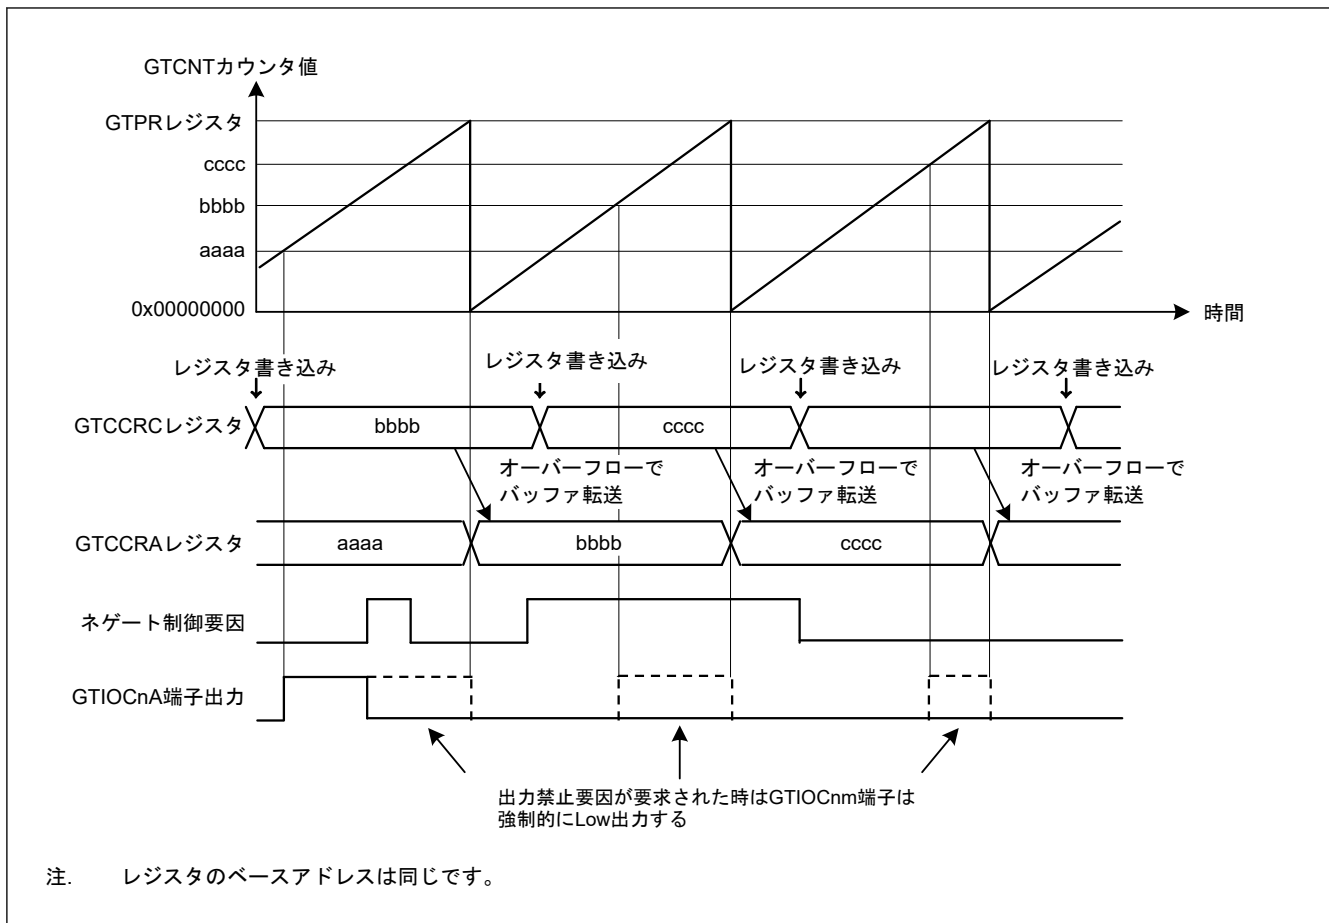 GTCNTカウンタ値
GTPRレジスタ
cccc
bbbb
aaaa
0x00000000
時間
レジスタ書き込み
レジスタ書き込み
レジスタ書き込み
レジスタ書き込み
GTCCRCレジスタ
bbbb
cccc
オーバーフローで
バッファ転送
オーバーフローで
バッファ転送
オーバーフローで
バッファ転送
GTCCRAレジスタ
aaaa
bbbb
cccc
ネゲート制御要因
GTIOCnA端子出力
出力禁止要因が要求された時はGTIOCnm端子は
強制的にLow出力する
注. レジスタのベースアドレスは同じです。